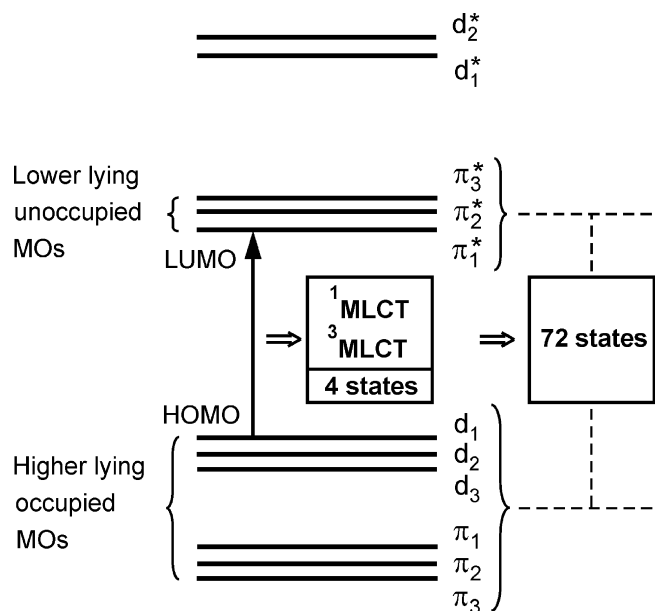 d₂*
d₁*
Lower lying
unoccupied
MOs
π₃*
π₂*
π₁*
LUMO
¹MLCT
³MLCT
4 states
72 states
HOMO
Higher lying
occupied
MOs
d₁
d₂
d₃
π₁
π₂
π₃